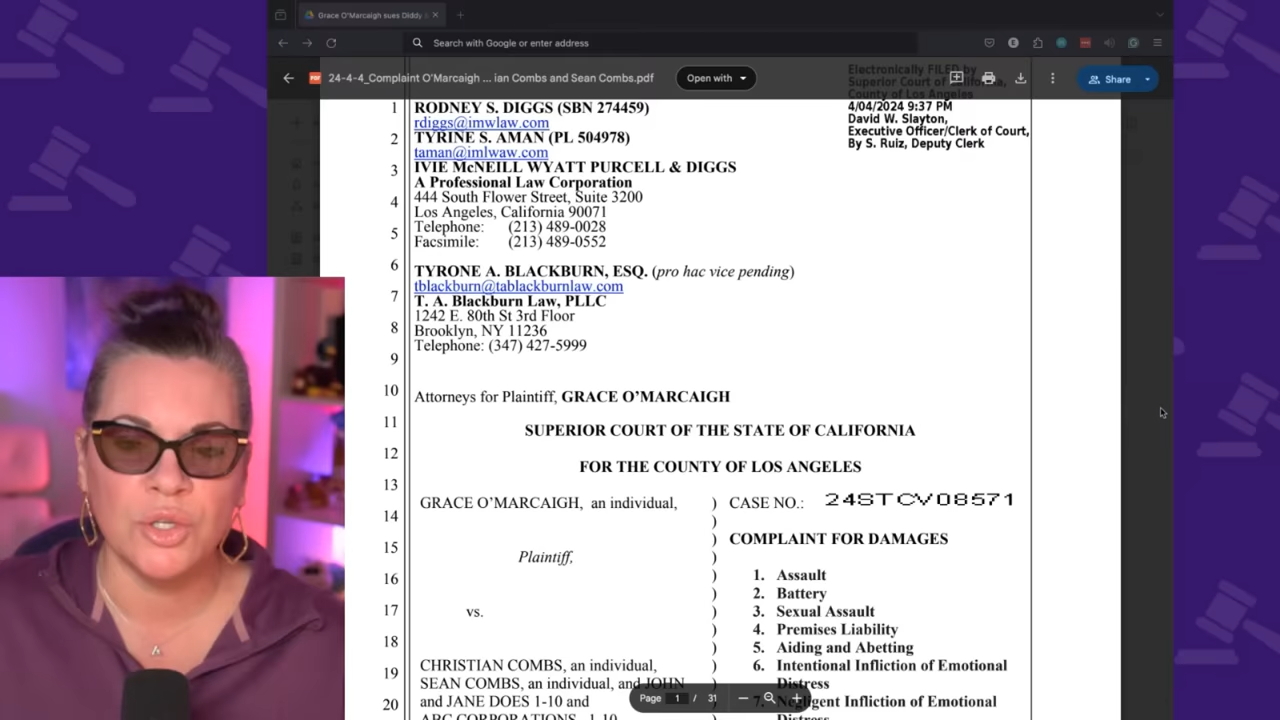 Grace O'Marcaigh sues Diddy
Search with Google or enter address
24-4-4_Complaint O'Marcaigh ... ian Combs and Sean Combs.pdf
Open with
Share
Electronically FILED by
Superior Court of California,
County of Los Angeles
4/04/2024 9:37 PM
David W. Slayton,
Executive Officer/Clerk of Court,
By S. Ruiz, Deputy Clerk
1 RODNEY S. DIGGS (SBN 274459)
rdiggs@imwlaw.com
2 TYRINE S. AMAN (PL 504978)
taman@imlwaw.com
3 IVIE McNEILL WYATT PURCELL & DIGGS
A Professional Law Corporation
4 444 South Flower Street, Suite 3200
Los Angeles, California 90071
5 Telephone: (213) 489-0028
Facsimile: (213) 489-0552
6 TYRONE A. BLACKBURN, ESQ. (pro hac vice pending)
7 tblackburn@tablackburnlaw.com
T. A. Blackburn Law, PLLC
8 1242 E. 80th St 3rd Floor
Brooklyn, NY 11236
9 Telephone: (347) 427-5999
10 Attorneys for Plaintiff, GRACE O'MARCAIGH
11 SUPERIOR COURT OF THE STATE OF CALIFORNIA
12 FOR THE COUNTY OF LOS ANGELES
13
14 GRACE O'MARCAIGH, an individual, ) CASE NO.: 24STCV08571
)
) COMPLAINT FOR DAMAGES
15 Plaintiff, )
16 ) 1. Assault
) 2. Battery
17 vs. ) 3. Sexual Assault
18 ) 4. Premises Liability
) 5. Aiding and Abetting
19 CHRISTIAN COMBS, an individual, ) 6. Intentional Infliction of Emotional
SEAN COMBS, an individual, and JOHN Distress
20 and JANE DOES 1-10 and ) 7. Negligent Infliction of Emotional
ABC CORPORATIONS 1-10 Distress
Page 1 / 31